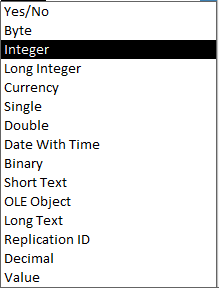 Yes/No
Byte
Integer
Long Integer
Currency
Single
Double
Date With Time
Binary
Short Text
OLE Object
Long Text
Replication ID
Decimal
Value